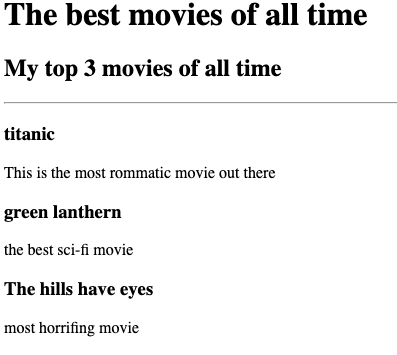 The best movies of all time
My top 3 movies of all time
titanic
This is the most rommatic movie out there
green lanthern
the best sci-fi movie
The hills have eyes
most horrifing movie